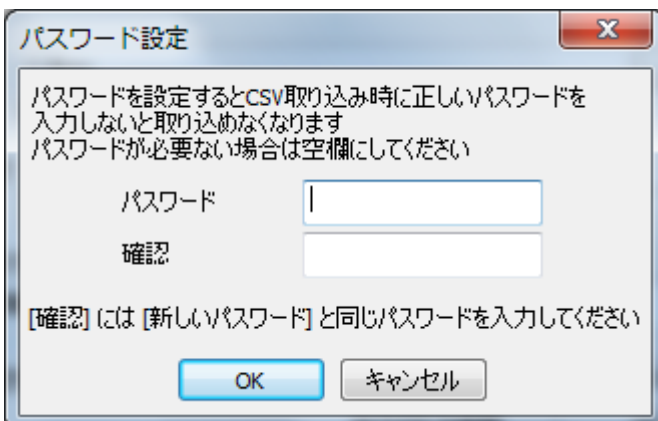 パスワード設定
パスワードを設定するとCSV取り込み時に正しいパスワードを
入力しないと取り込めなくなります
パスワードが必要ない場合は空欄にしてください
パスワード
確認
[確認] には [新しいパスワード] と同じパスワードを入力してください
OK
キャンセル